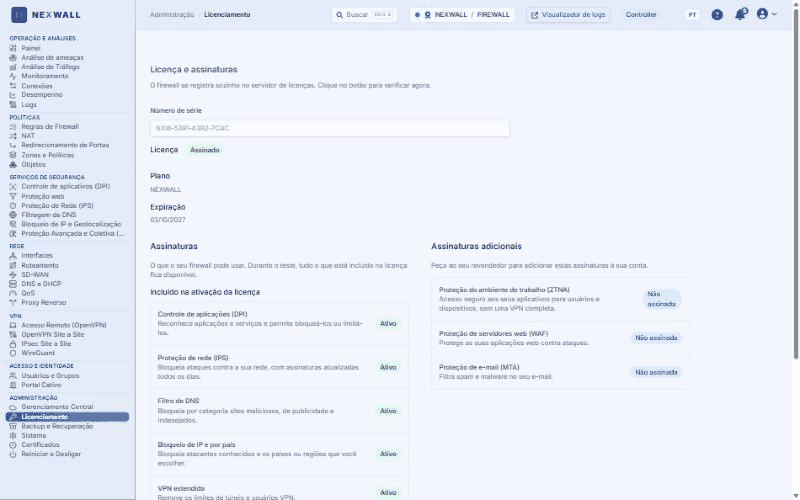 NEXWALL
Administração › Licenciamento
Buscar Ctrl K
NEXWALL / FIREWALL
Visualizador de logs
Controller
PT
OPERAÇÃO E ANÁLISES
Painel
Análise de ameaças
Análise de Tráfego
Monitoramento
Conexões
Desempenho
Logs
POLÍTICAS
Regras de Firewall
NAT
Redirecionamento de Portas
Zonas e Políticas
Objetos
SERVIÇOS DE SEGURANÇA
Controle de aplicativos (DPI)
Proteção web
Proteção de Rede (IPS)
Filtragem de DNS
Bloqueio de IP e Geolocalização
Proteção Avançada e Coletiva (...
REDE
Interfaces
Roteamento
SD-WAN
DNS e DHCP
QoS
Proxy Reverso
VPN
Acesso Remoto (OpenVPN)
OpenVPN Site a Site
IPsec Site a Site
WireGuard
ACESSO E IDENTIDADE
Usuários e Grupos
Portal Cativo
ADMINISTRAÇÃO
Gerenciamento Central
Licenciamento
Backup e Recuperação
Sistema
Certificados
Reiniciar e Desligar
Licença e assinaturas
O firewall se registra sozinho no servidor de licenças. Clique no botão para verificar agora.
Número de série
NXW-5391-A3B2-7C4C
Licença Assinado
Plano
NEXWALL
Expiração
03/10/2027
Assinaturas
O que o seu firewall pode usar. Durante o teste, tudo o que está incluído na licença
fica disponível.
Incluído na ativação da licença
Controle de aplicações (DPI)
Reconhece aplicações e serviços e permite bloqueá-los ou limitá-
los.
Ativo
Proteção de rede (IPS)
Bloqueia ataques contra a sua rede, com assinaturas atualizadas
todos os dias.
Ativo
Filtro de DNS
Bloqueia por categoria sites maliciosos, de publicidade e
indesejados.
Ativo
Bloqueio de IP e por país
Bloqueia atacantes conhecidos e os países ou regiões que você
escolher.
Ativo
VPN estendida
Remove os limites de túneis e usuários VPN.
Ativo
Assinaturas adicionais
Peça ao seu revendedor para adicionar estas assinaturas à sua conta.
Proteção do ambiente de trabalho (ZTNA)
Acesso seguro aos seus aplicativos para usuários e
dispositivos, sem uma VPN completa.
Não
assinada
Proteção de servidores web (WAF)
Protege as suas aplicações web contra ataques.
Não assinada
Proteção de e-mail (MTA)
Filtra spam e malware no seu e-mail.
Não assinada